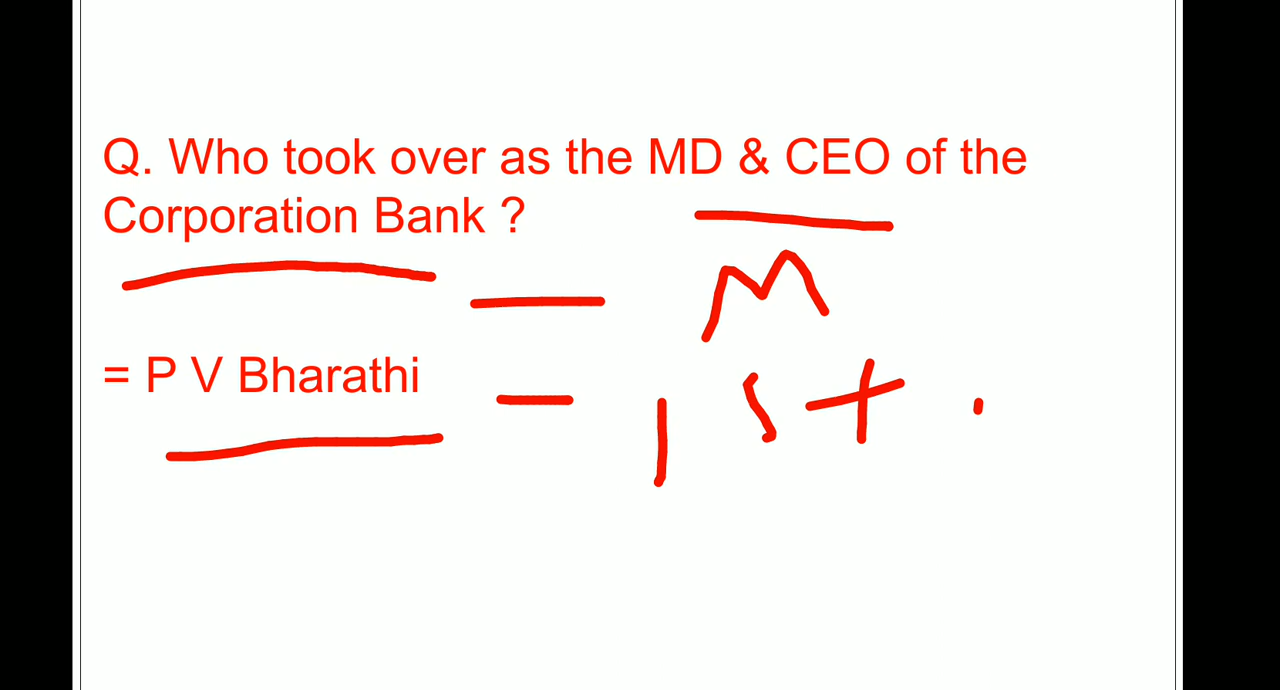 Q. Who took over as the MD & CEO of the
Corporation Bank ?
M
= P V Bharathi
– 1st .